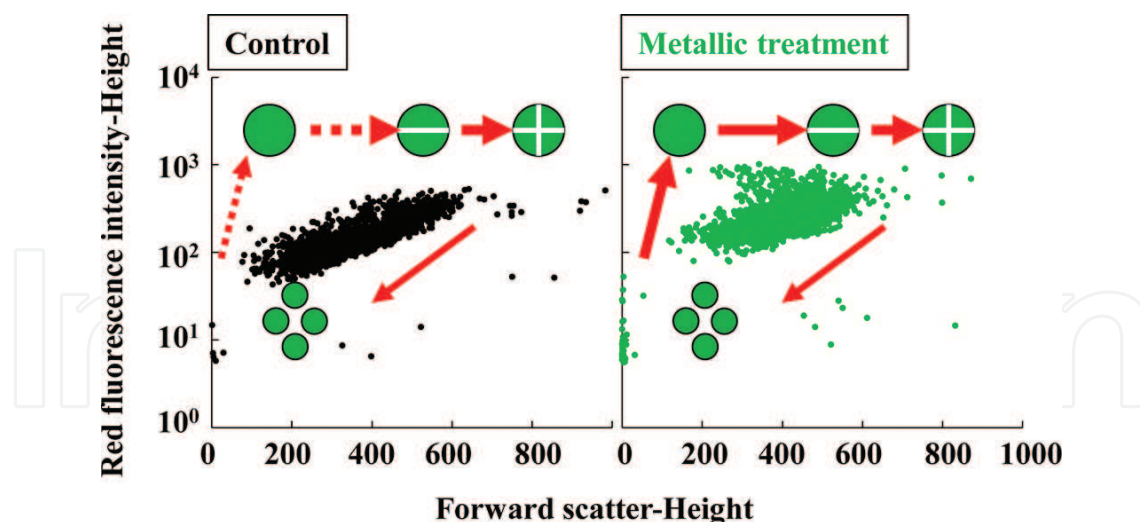 Control
Metallic treatment
Red fluorescence intensity-Height
10⁴
10³
10²
10¹
10⁰
0 200 400 600 800
0 200 400 600 800 1000
Forward scatter-Height